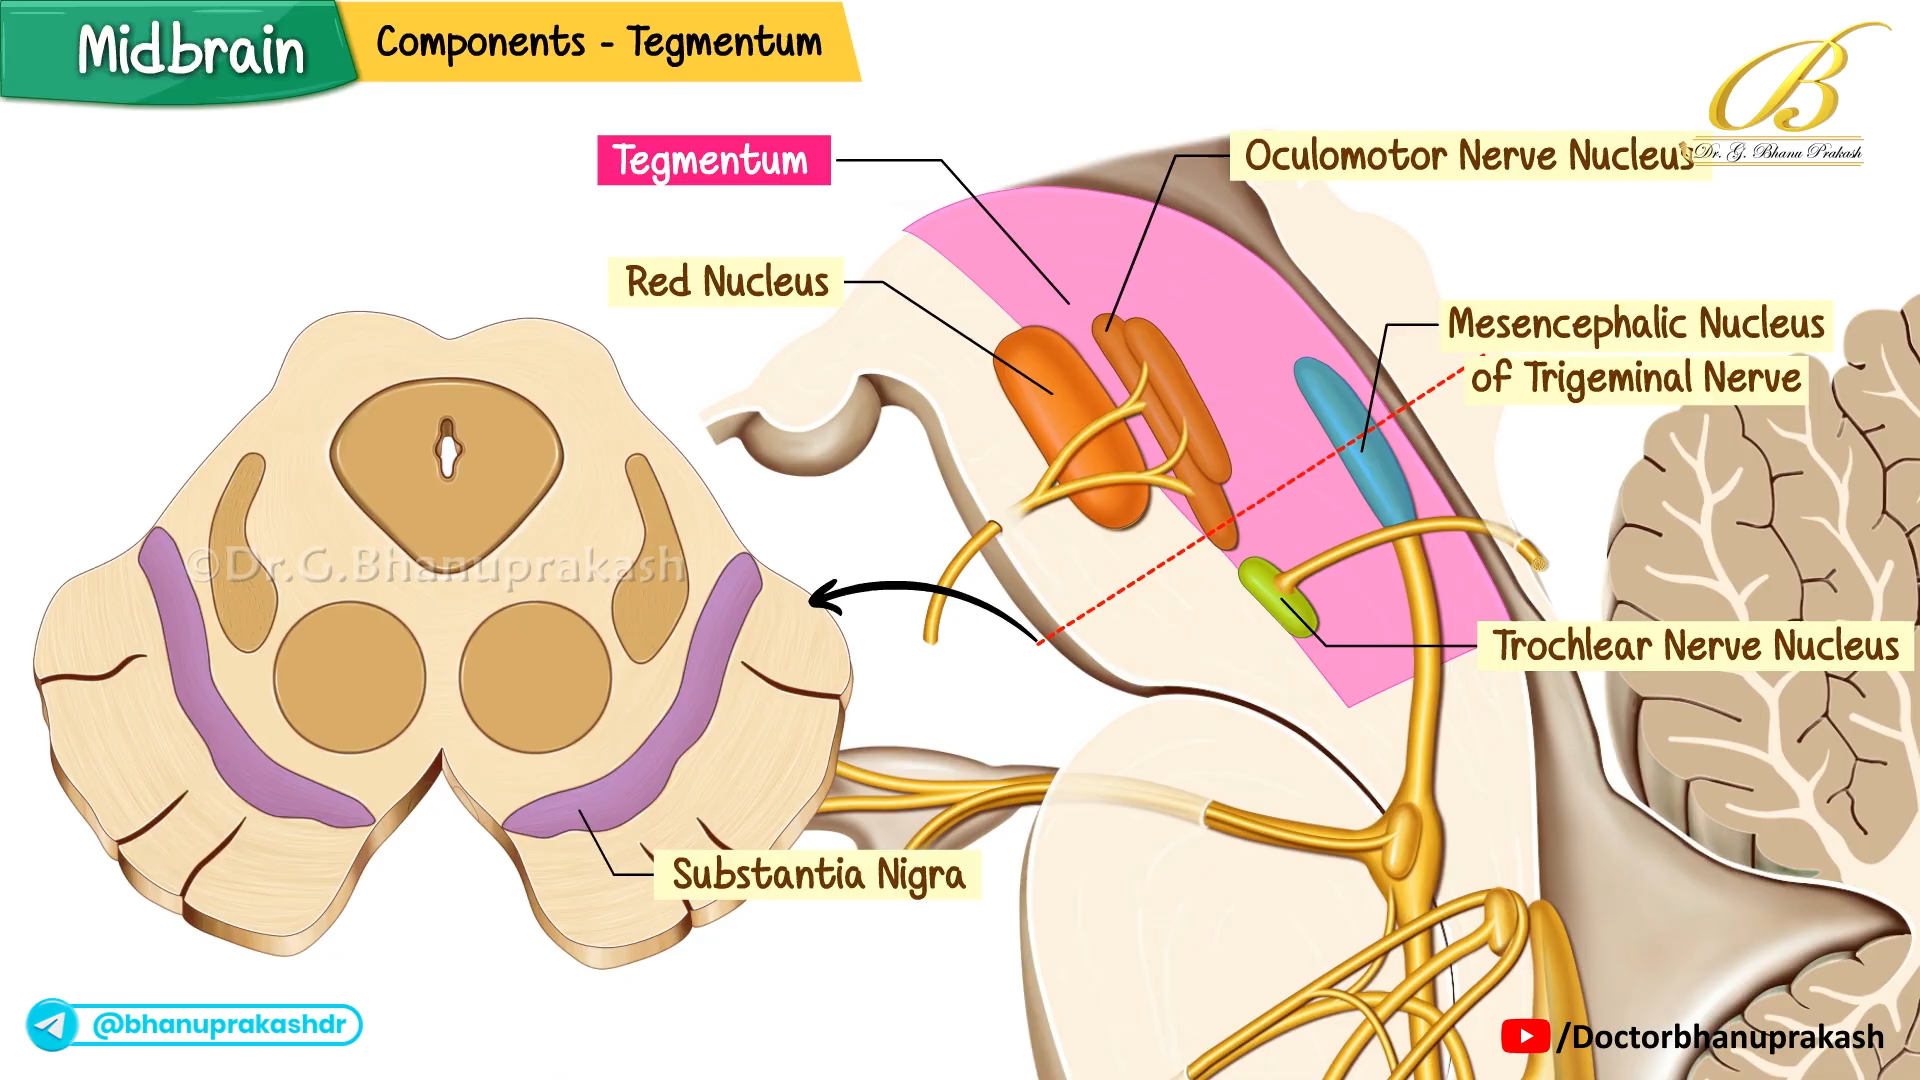 Midbrain
Components - Tegmentum
Tegmentum
Oculomotor Nerve Nucleus
Dr. G. Bhanu Prakash
Red Nucleus
Mesencephalic Nucleus
of Trigeminal Nerve
©Dr.G.Bhanuprakash
Trochlear Nerve Nucleus
Substantia Nigra
@bhanuprakashdr
/Doctorbhanuprakash